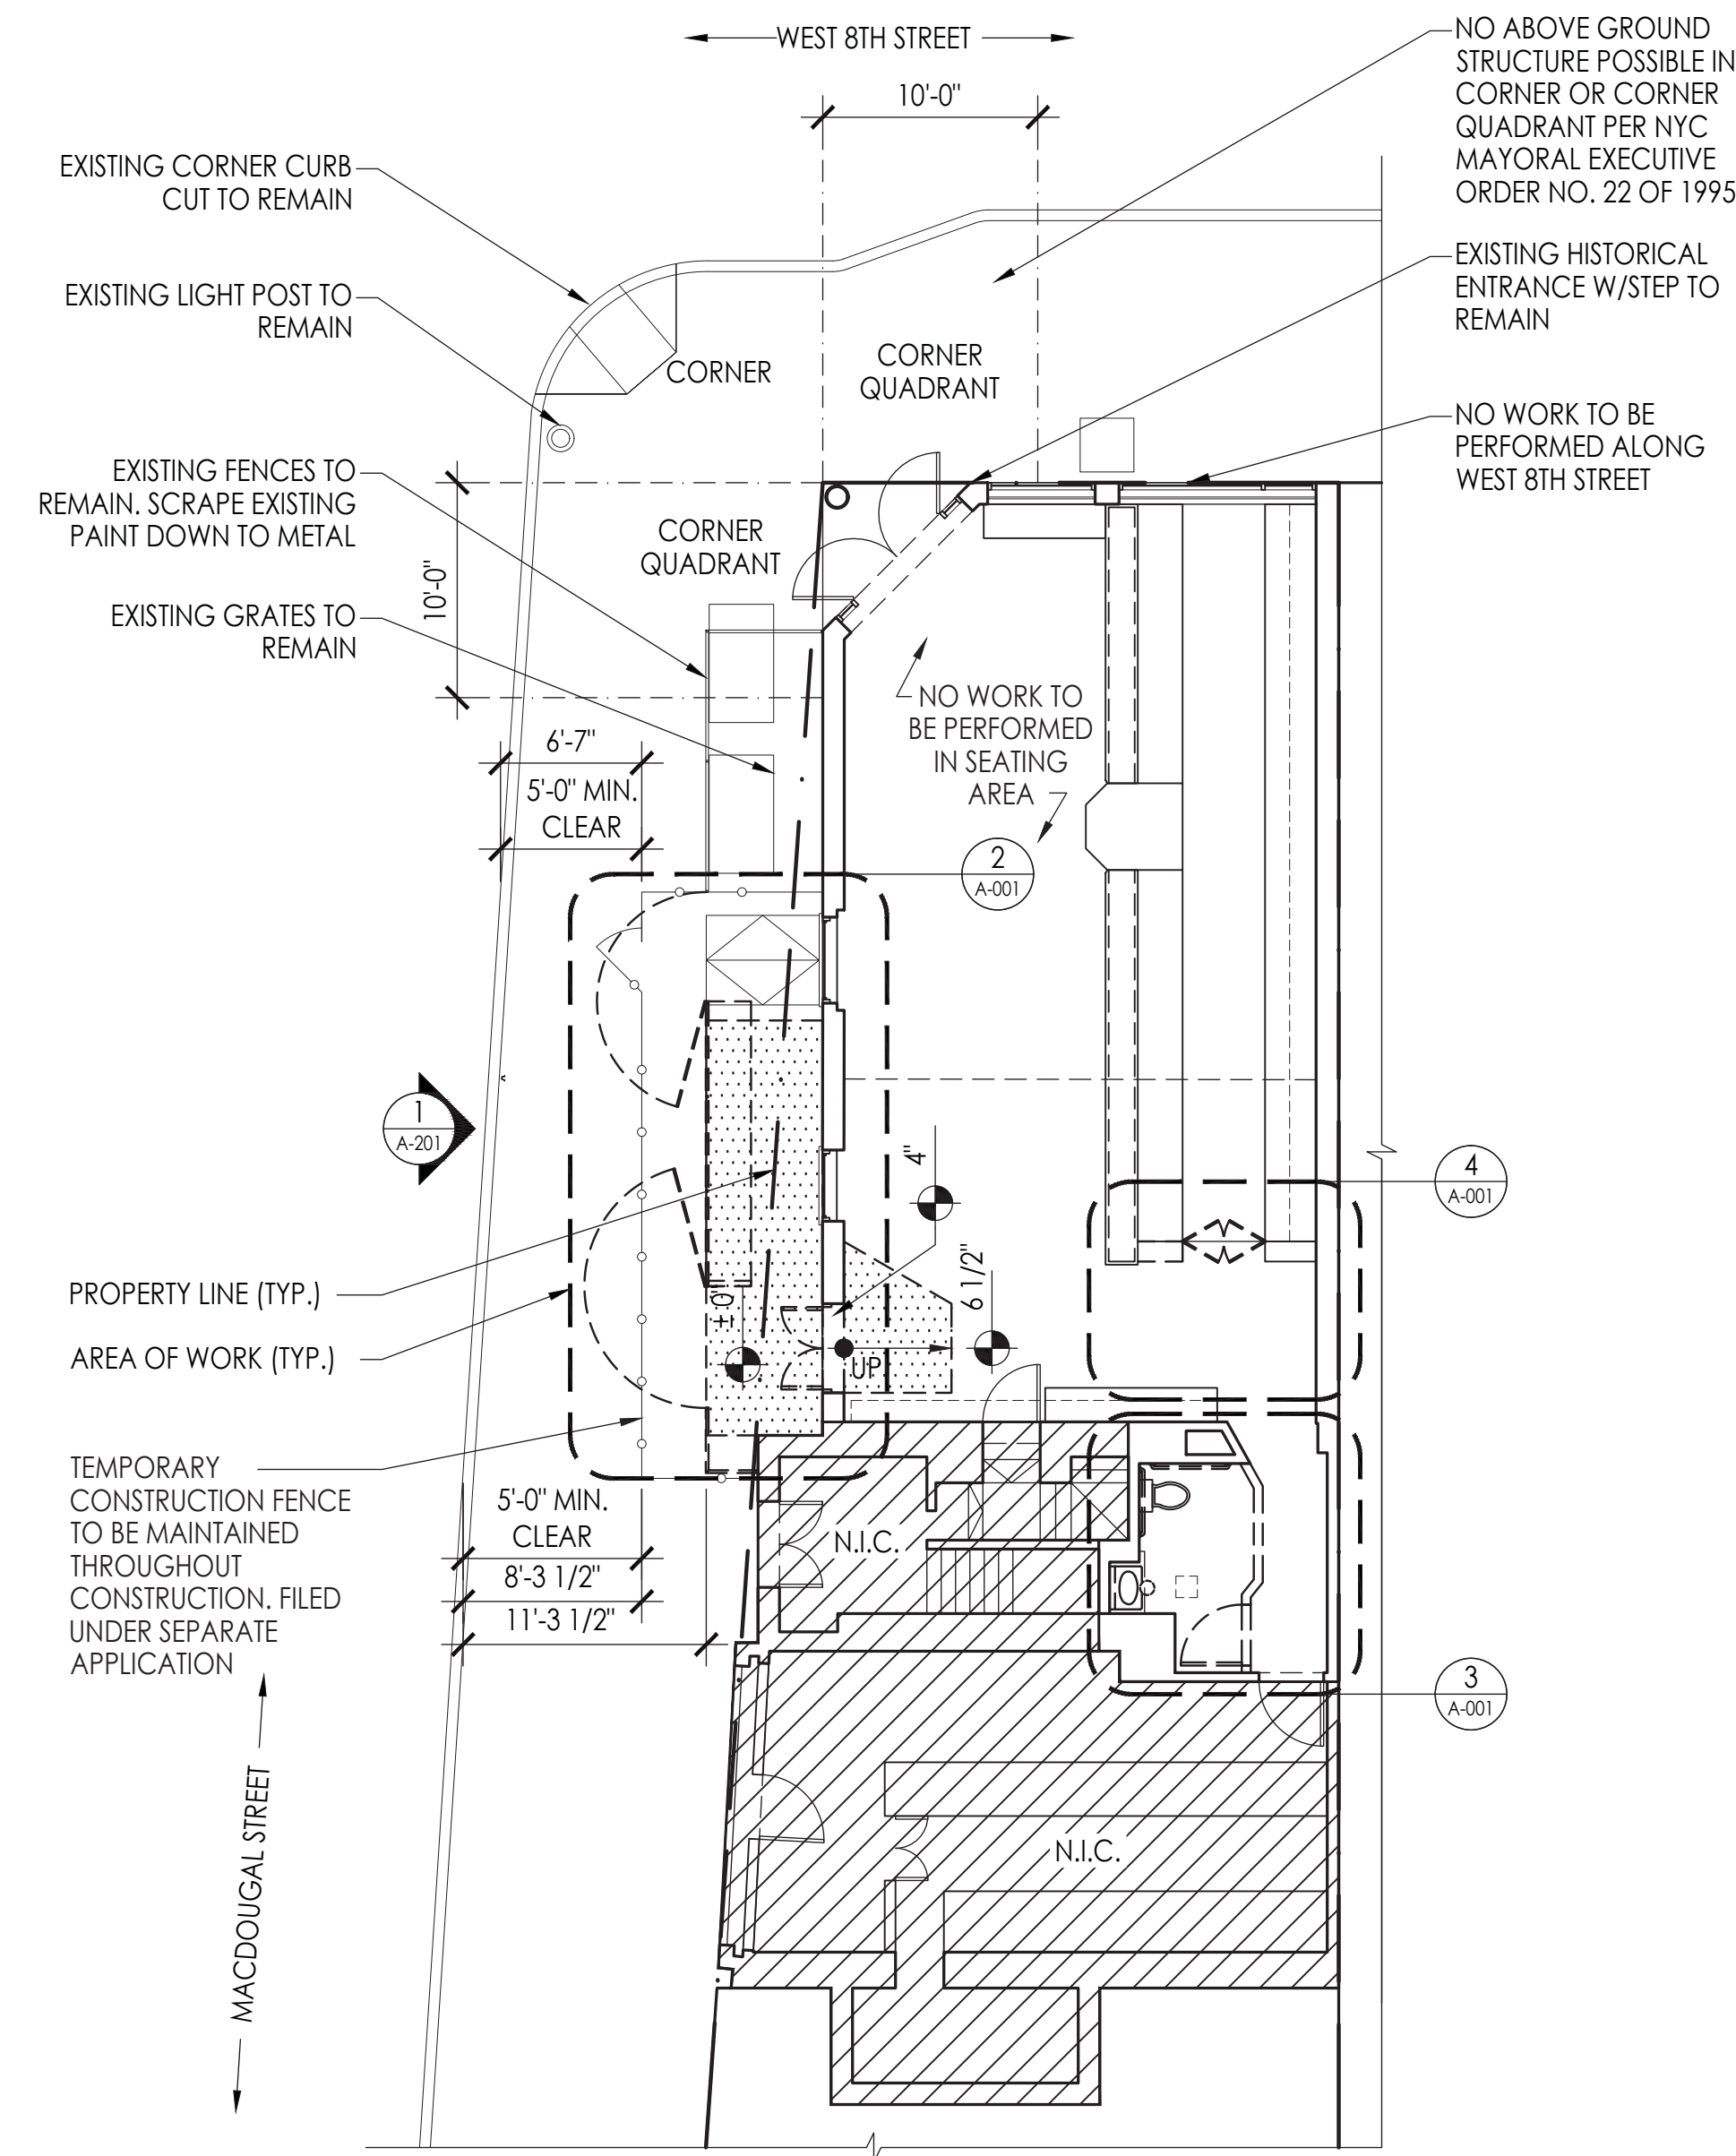 WEST 8TH STREET
10'-0"
NO ABOVE GROUND
STRUCTURE POSSIBLE IN
CORNER OR CORNER
QUADRANT PER NYC
MAYORAL EXECUTIVE
ORDER NO. 22 OF 1995
EXISTING CORNER CURB
CUT TO REMAIN
EXISTING HISTORICAL
ENTRANCE W/STEP TO
REMAIN
EXISTING LIGHT POST TO
REMAIN
CORNER
CORNER
QUADRANT
NO WORK TO BE
PERFORMED ALONG
WEST 8TH STREET
EXISTING FENCES TO
REMAIN. SCRAPE EXISTING
PAINT DOWN TO METAL
CORNER
QUADRANT
10'-0"
EXISTING GRATES TO
REMAIN
NO WORK TO
BE PERFORMED
IN SEATING
AREA
6'-7"
5'-0" MIN.
CLEAR
2
A-001
1
A-201
4"
4
A-001
6 1/2"
±0"
UP
PROPERTY LINE (TYP.)
AREA OF WORK (TYP.)
TEMPORARY
CONSTRUCTION FENCE
TO BE MAINTAINED
THROUGHOUT
CONSTRUCTION. FILED
UNDER SEPARATE
APPLICATION
5'-0" MIN.
CLEAR
8'-3 1/2"
11'-3 1/2"
N.I.C.
3
A-001
MACDOUGAL STREET
N.I.C.